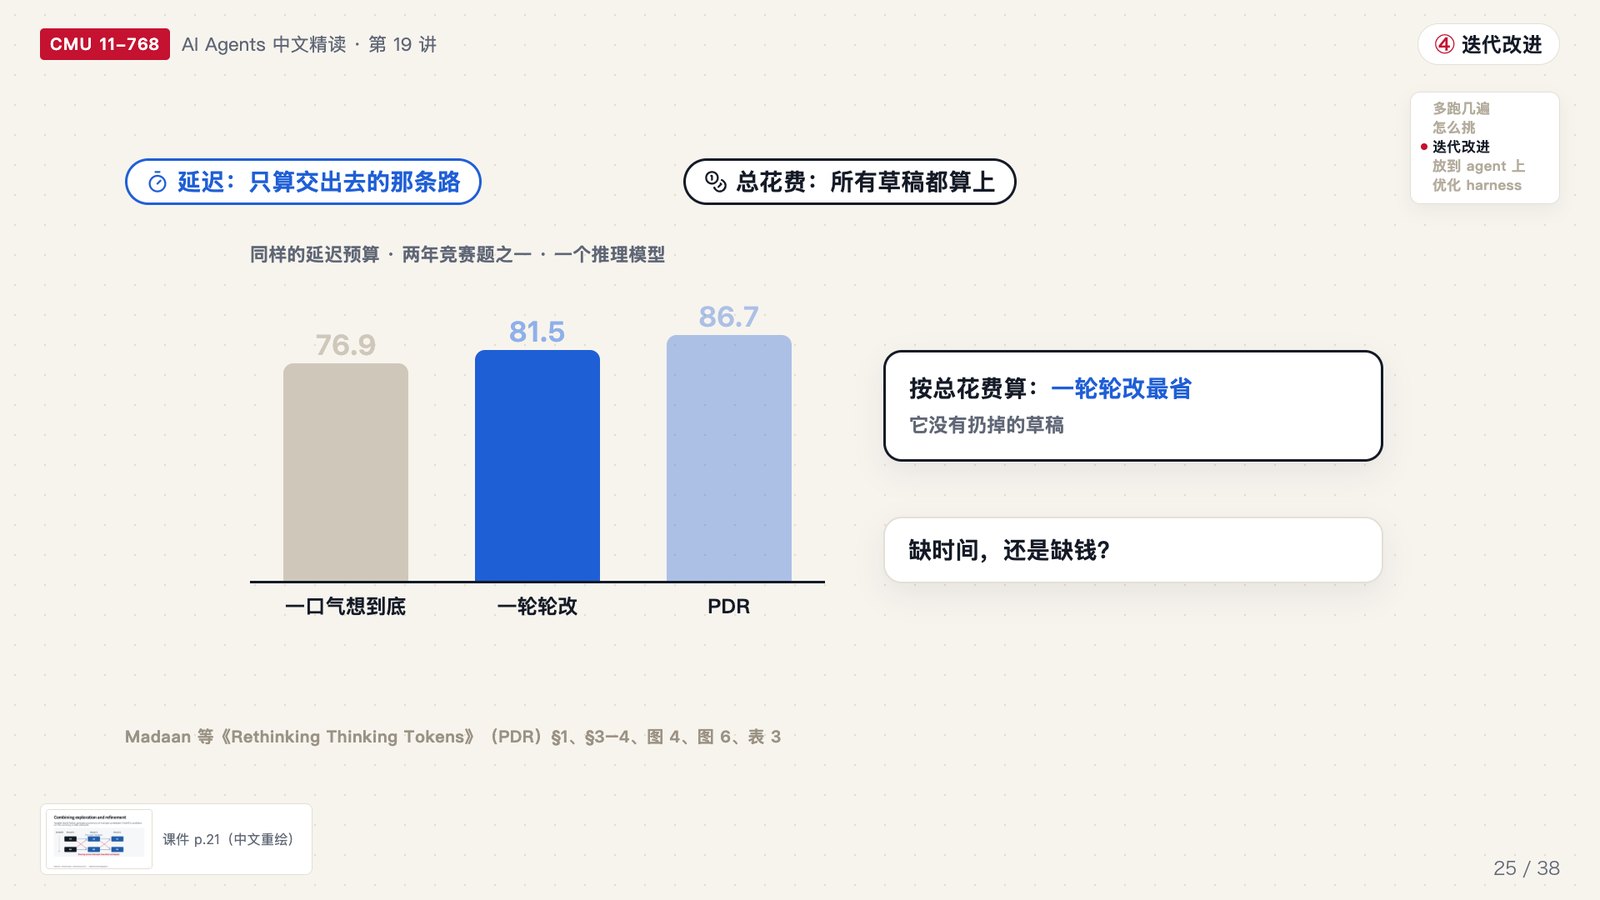 CMU 11-768 AI Agents 中文精读 · 第 19 讲
④ 迭代改进
多跑几遍
怎么挑
迭代改进
放到 agent 上
优化 harness
延迟：只算交出去的那条路
总花费：所有草稿都算上
同样的延迟预算 · 两年竞赛题之一 · 一个推理模型
76.9
81.5
86.7
一口气想到底
一轮轮改
PDR
按总花费算：一轮轮改最省
它没有扔掉的草稿
缺时间，还是缺钱？
Madaan 等《Rethinking Thinking Tokens》（PDR）§1、§3—4、图 4、图 6、表 3
Combining exploration and refinement
课件 p.21（中文重绘）
25 / 38